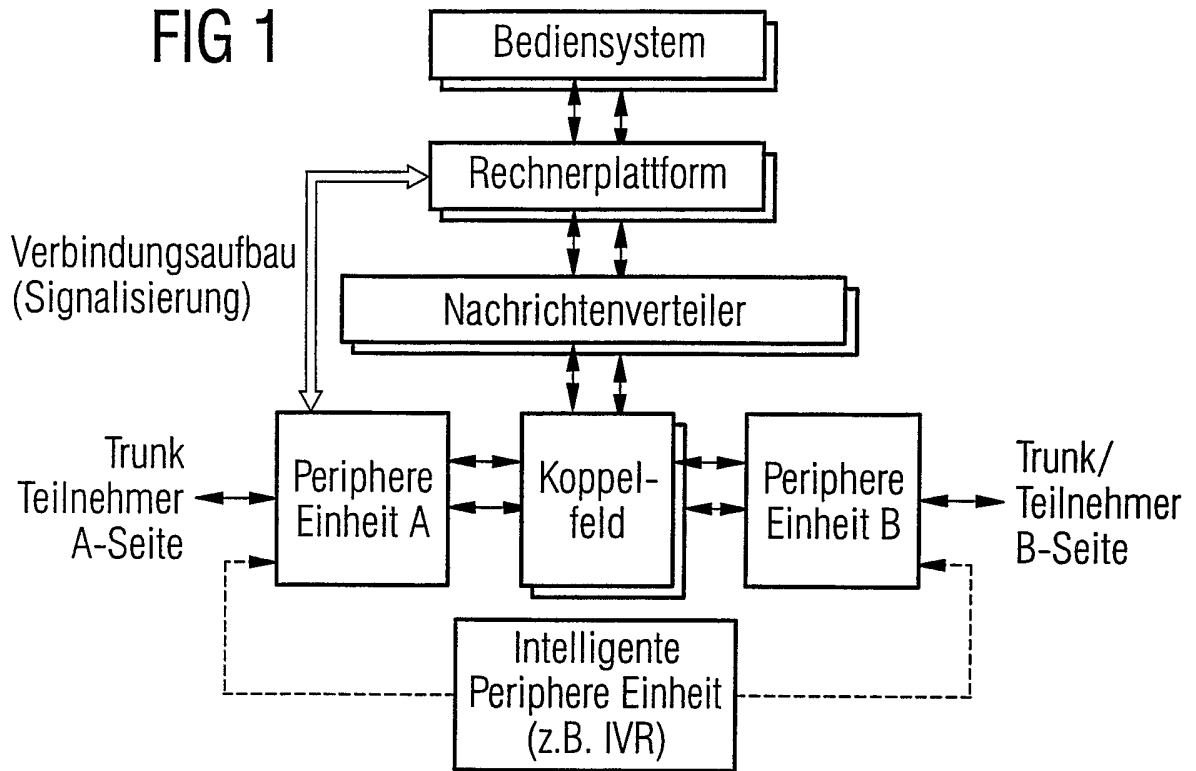 FIG 1
Bediensystem
Rechnerplattform
Verbindungsaufbau
(Signalisierung)
Nachrichtenverteiler
Trunk
Teilnehmer
A-Seite
Periphere
Einheit A
Koppel-
feld
Periphere
Einheit B
Trunk/
Teilnehmer
B-Seite
Intelligente
Periphere Einheit
(z.B. IVR)